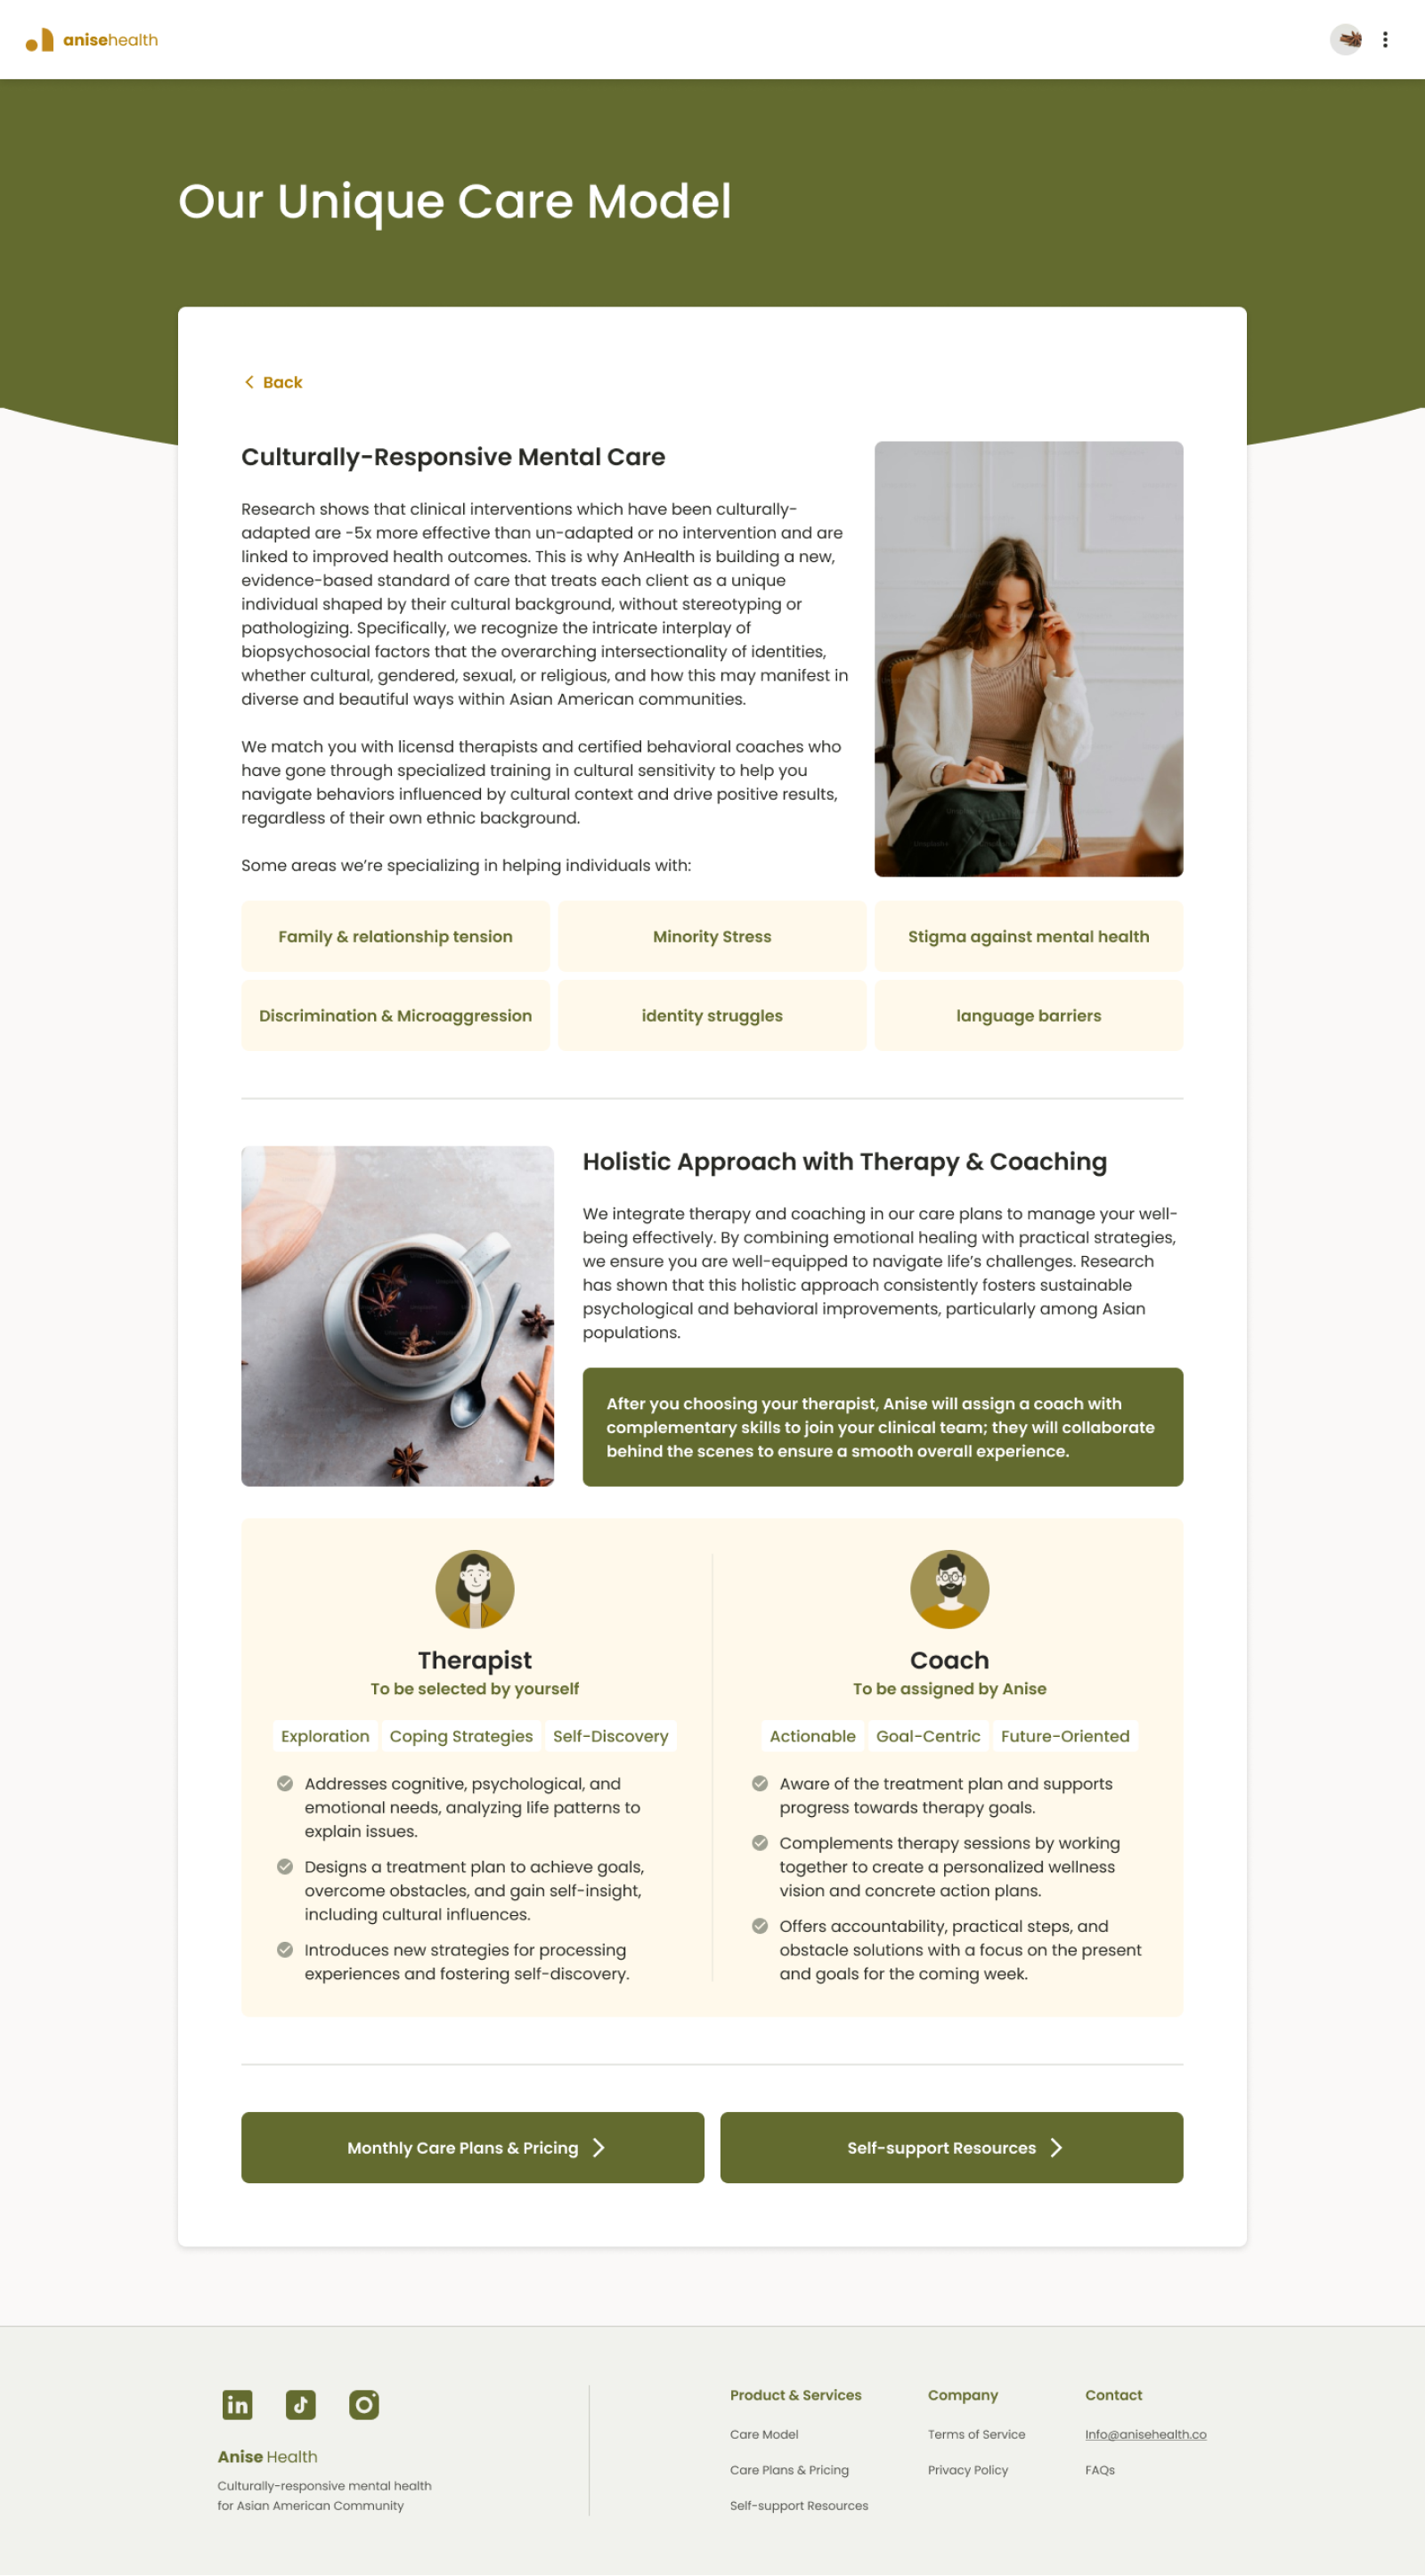 anisehealth
Our Unique Care Model
Back
Culturally-Responsive Mental Care
Research shows that clinical interventions which have been culturally-
adapted are -5x more effective than un-adapted or no intervention and are
linked to improved health outcomes. This is why AnHealth is building a new,
evidence-based standard of care that treats each client as a unique
individual shaped by their cultural background, without stereotyping or
pathologizing. Specifically, we recognize the intricate interplay of
biopsychosocial factors that the overarching intersectionality of identities,
whether cultural, gendered, sexual, or religious, and how this may manifest in
diverse and beautiful ways within Asian American communities.
We match you with licensd therapists and certified behavioral coaches who
have gone through specialized training in cultural sensitivity to help you
navigate behaviors influenced by cultural context and drive positive results,
regardless of their own ethnic background.
Some areas we're specializing in helping individuals with:
Family & relationship tension
Minority Stress
Stigma against mental health
Discrimination & Microaggression
identity struggles
language barriers
Holistic Approach with Therapy & Coaching
We integrate therapy and coaching in our care plans to manage your well-
being effectively. By combining emotional healing with practical strategies,
we ensure you are well-equipped to navigate life's challenges. Research
has shown that this holistic approach consistently fosters sustainable
psychological and behavioral improvements, particularly among Asian
populations.
After you choosing your therapist, Anise will assign a coach with
complementary skills to join your clinical team; they will collaborate
behind the scenes to ensure a smooth overall experience.
Therapist
To be selected by yourself
Exploration
Coping Strategies
Self-Discovery
Addresses cognitive, psychological, and
emotional needs, analyzing life patterns to
explain issues.
Designs a treatment plan to achieve goals,
overcome obstacles, and gain self-insight,
including cultural influences.
Introduces new strategies for processing
experiences and fostering self-discovery.
Coach
To be assigned by Anise
Actionable
Goal-Centric
Future-Oriented
Aware of the treatment plan and supports
progress towards therapy goals.
Complements therapy sessions by working
together to create a personalized wellness
vision and concrete action plans.
Offers accountability, practical steps, and
obstacle solutions with a focus on the present
and goals for the coming week.
Monthly Care Plans & Pricing
Self-support Resources
in
Anise Health
Culturally-responsive mental health
for Asian American Community
Product & Services
Care Model
Care Plans & Pricing
Self-support Resources
Company
Terms of Service
Privacy Policy
Contact
Info@anisehealth.co
FAQs